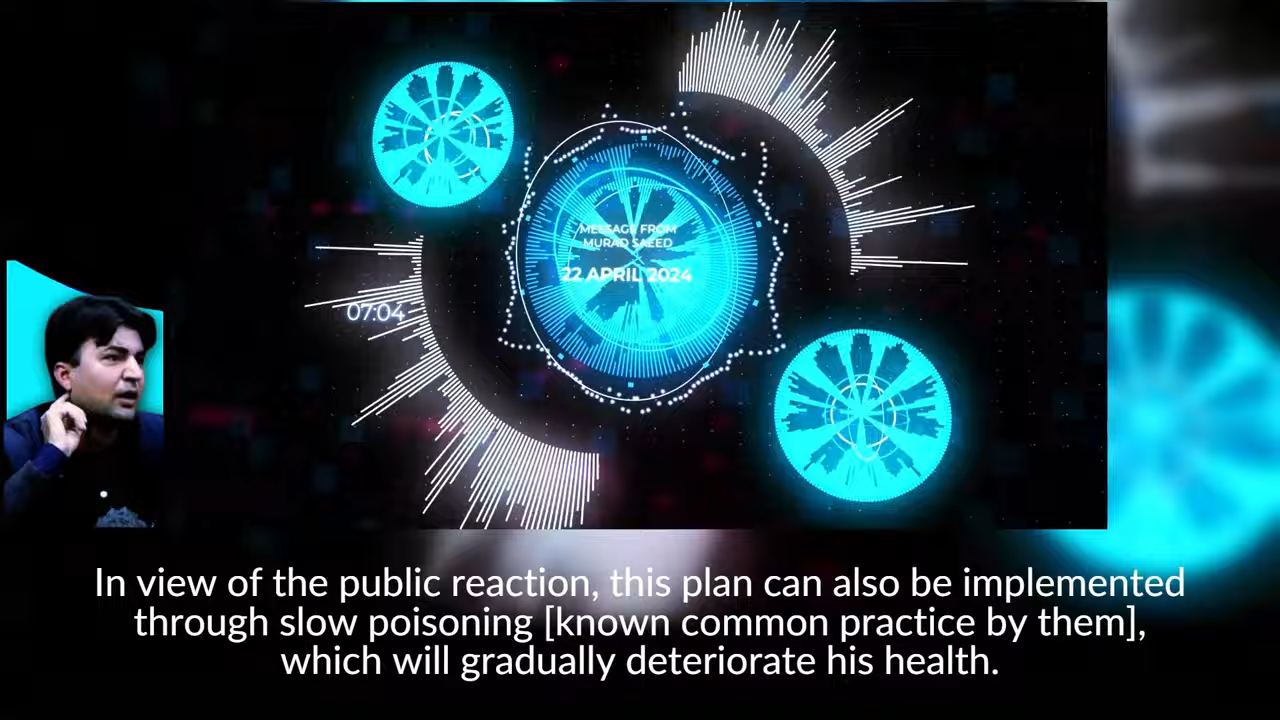 MESSAGE FROM
MURAD SAEED
22 APRIL 2024
07:04
In view of the public reaction, this plan can also be implemented
through slow poisoning [known common practice by them],
which will gradually deteriorate his health.